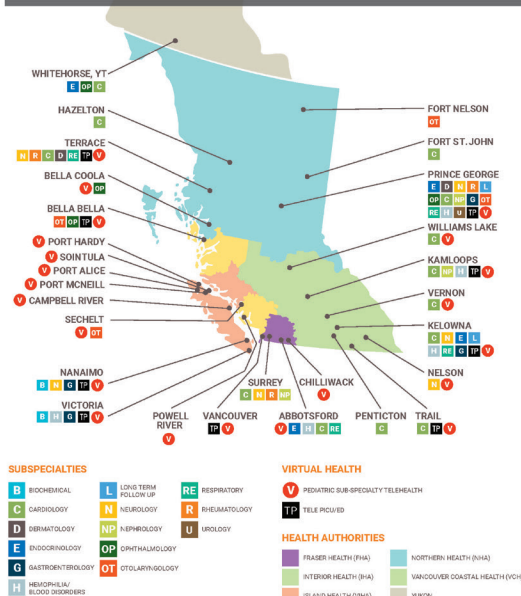 WHITEHORSE, YT
E OP C
HAZELTON
C
TERRACE
N R C D RE TP V
BELLA COOLA
V OP
BELLA BELLA
OT OP TP V
V PORT HARDY
V SOINTULA
V PORT ALICE
V PORT MCNEILL
V CAMPBELL RIVER
SECHELT
V OT
NANAIMO
B N G TP V
VICTORIA
B H G TP V
POWELL
RIVER
V
VANCOUVER
TP V
SURREY
C N R NP
ABBOTSFORD
V E H C RE
CHILLIWACK
V
PENTICTON
C
TRAIL
C TP V
FORT NELSON
OT
FORT ST. JOHN
C
PRINCE GEORGE
E D N R L
OP C NP G OT
RE H U TP V
WILLIAMS LAKE
C V
KAMLOOPS
C NP H TP V
VERNON
C V
KELOWNA
C N E L
H RE G TP V
NELSON
N V
SUBSPECIALTIES
B BIOCHEMICAL
C CARDIOLOGY
D DERMATOLOGY
E ENDOCRINOLOGY
G GASTROENTEROLOGY
H HEMOPHILIA/
BLOOD DISORDERS
L LONG TERM
FOLLOW UP
N NEUROLOGY
NP NEPHROLOGY
OP OPHTHALMOLOGY
OT OTOLARYNGOLOGY
RE RESPIRATORY
R RHEUMATOLOGY
U UROLOGY
VIRTUAL HEALTH
V PEDIATRIC SUB-SPECIALTY TELEHEALTH
TP TELE PICU/ED
HEALTH AUTHORITIES
FRASER HEALTH (FHA)
INTERIOR HEALTH (IHA)
ISLAND HEALTH (VIHA)
NORTHERN HEALTH (NHA)
VANCOUVER COASTAL HEALTH (VCH
YUKON